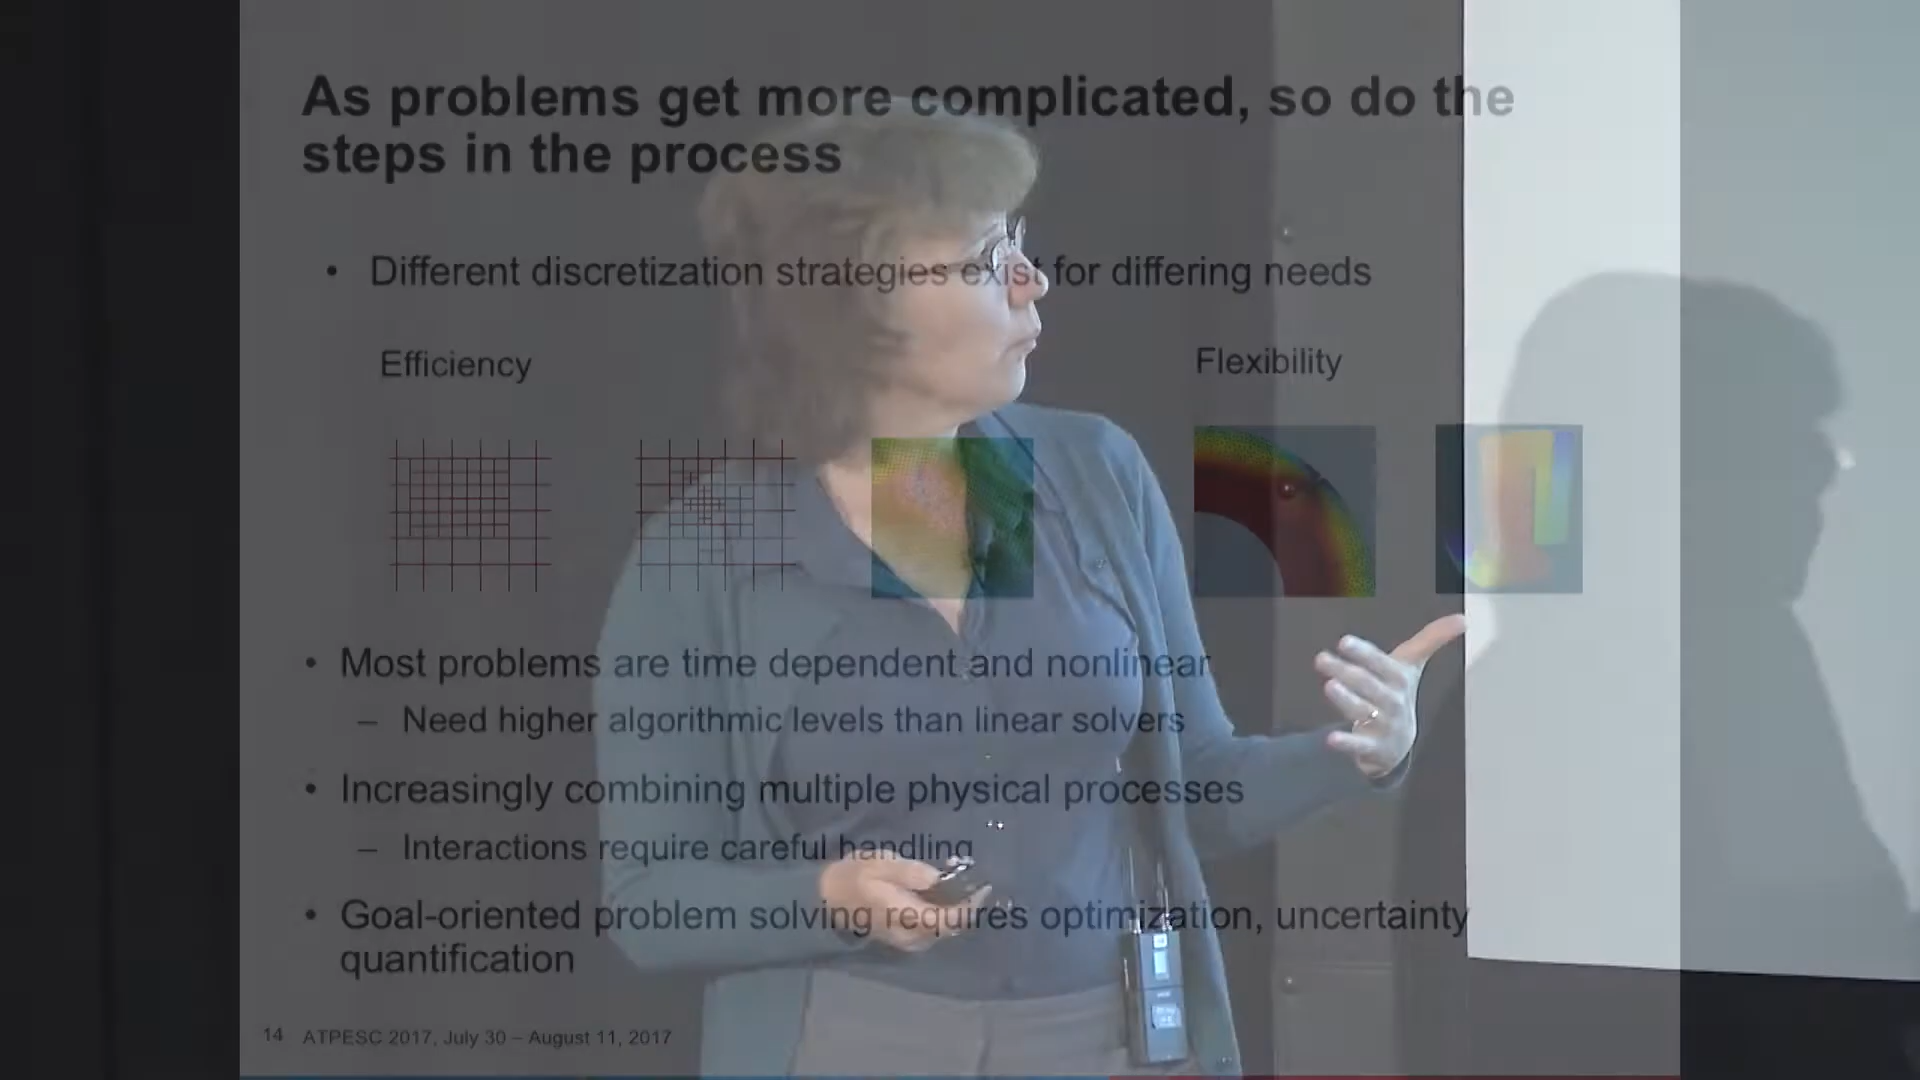 As problems get more complicated, so do the
steps in the process
• Different discretization strategies exist for differing needs
Efficiency
Flexibility
• Most problems are time dependent and nonlinear
– Need higher algorithmic levels than linear solvers
• Increasingly combining multiple physical processes
– Interactions require careful handling
• Goal-oriented problem solving requires optimization, uncertainty
quantification
14 ATPESC 2017, July 30 – August 11, 2017